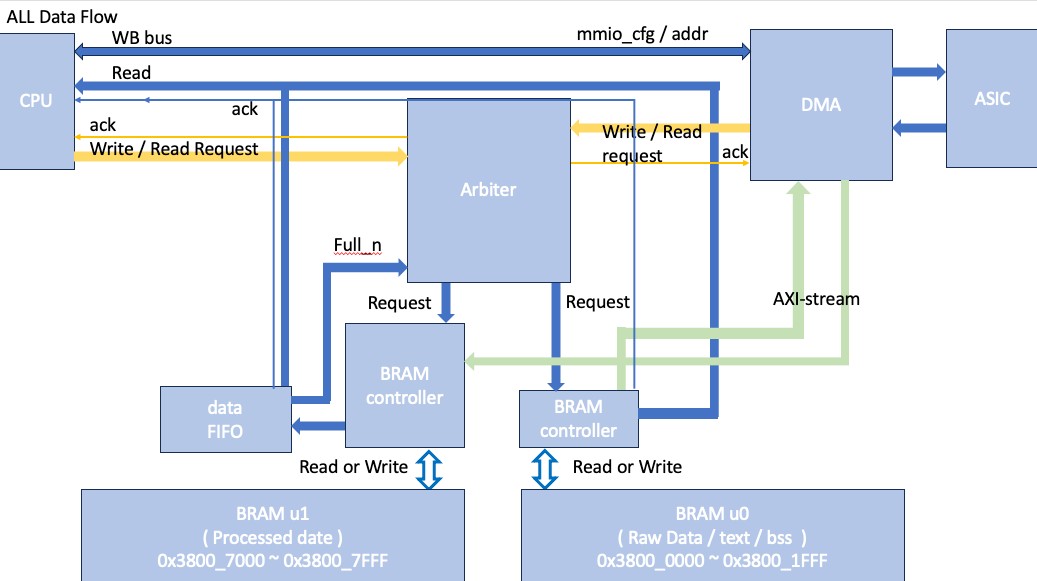 ALL Data Flow
WB bus
mmio_cfg / addr
Read
CPU
DMA
ASIC
ack
ack
Write / Read Request
Write / Read
request
ack
Arbiter
Full_n
Request
Request
AXI-stream
BRAM
controller
data
FIFO
BRAM
controller
Read or Write
Read or Write
BRAM u1
( Processed date )
0x3800_7000 ~ 0x3800_7FFF
BRAM u0
( Raw Data / text / bss )
0x3800_0000 ~ 0x3800_1FFF